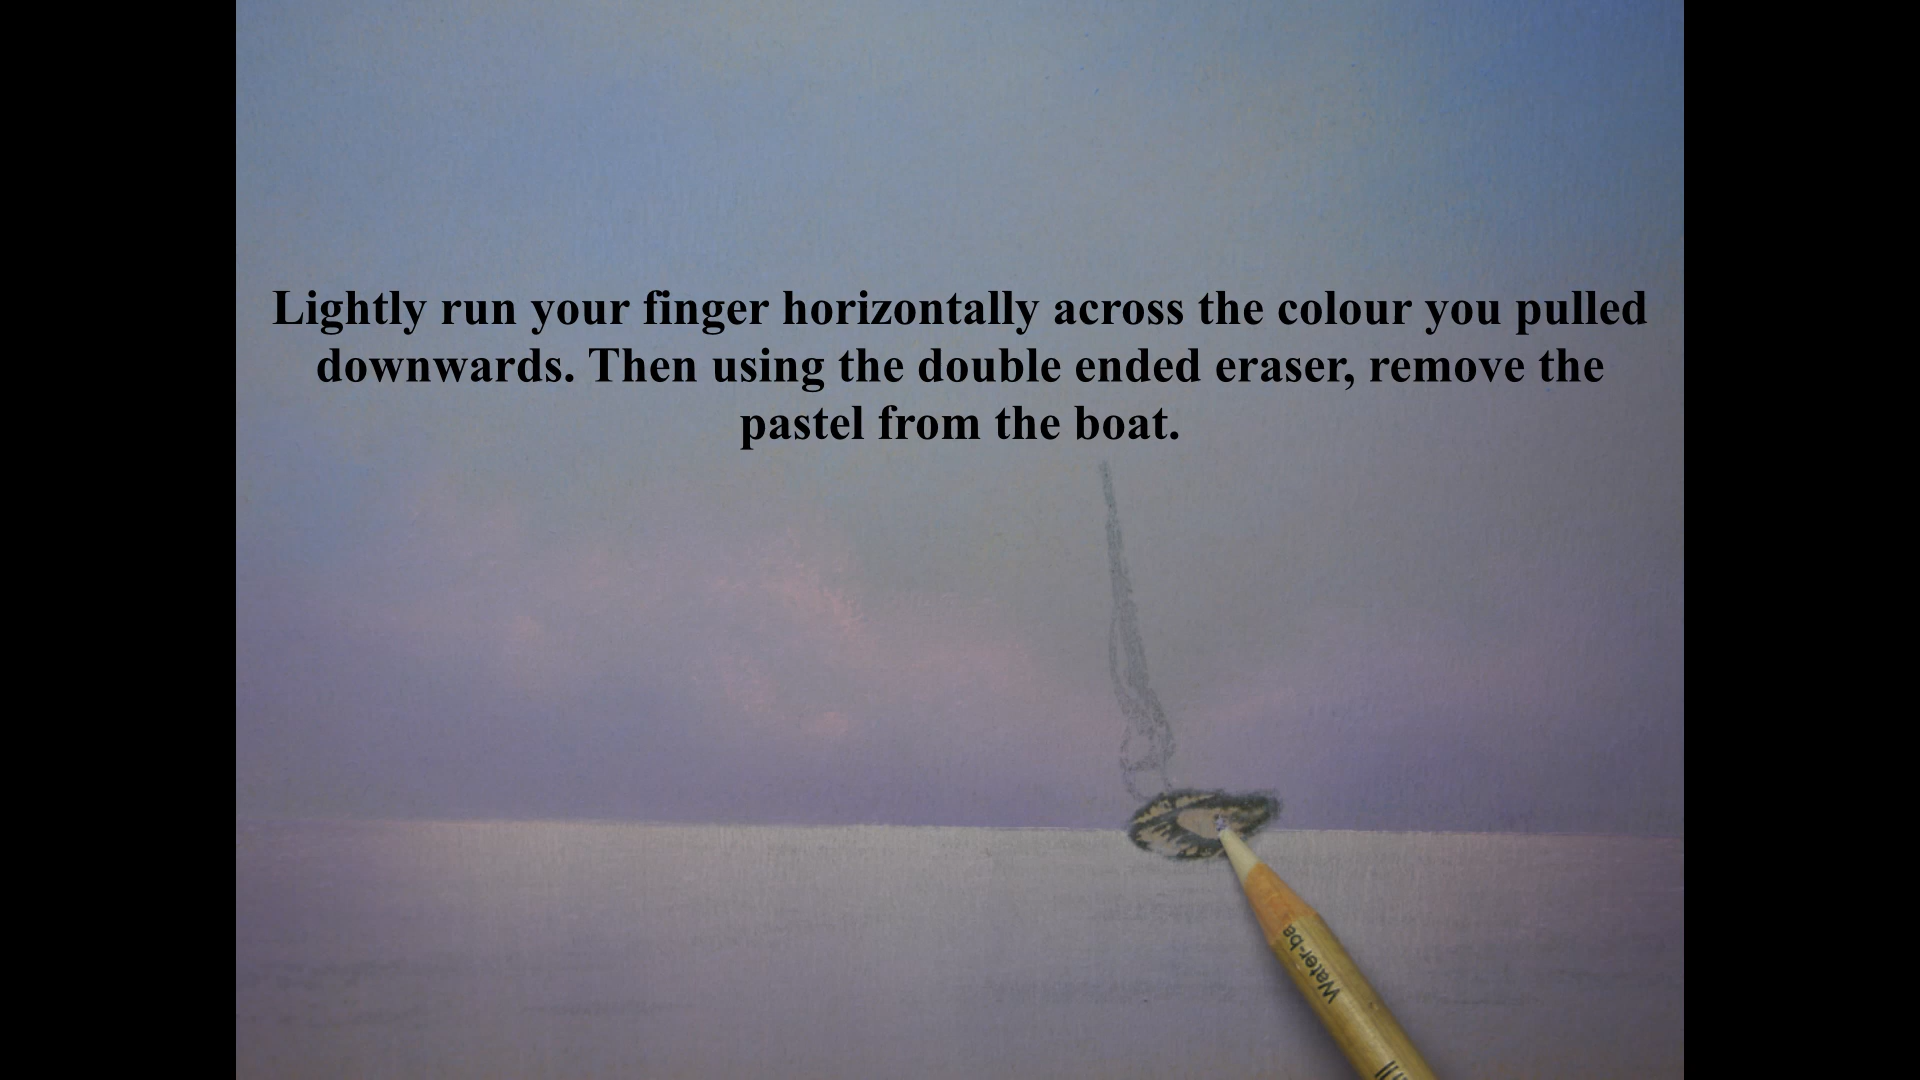 Lightly run your finger horizontally across the colour you pulled
downwards. Then using the double ended eraser, remove the
pastel from the boat.
Water-ba